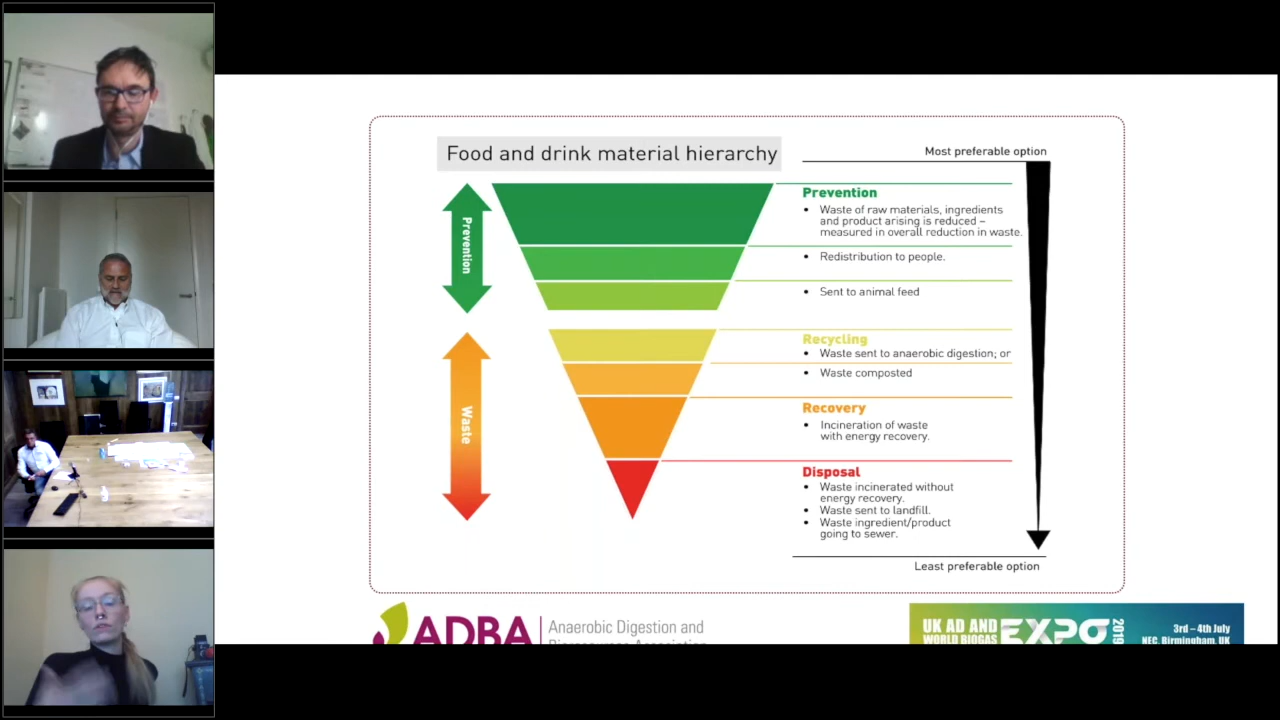 Food and drink material hierarchy
Most preferable option
Prevention
Prevention
• Waste of raw materials, ingredients
and product arising is reduced –
measured in overall reduction in waste.
• Redistribution to people.
• Sent to animal feed
Waste
Recycling
• Waste sent to anaerobic digestion; or
• Waste composted
Recovery
• Incineration of waste
with energy recovery.
Disposal
• Waste incinerated without
energy recovery.
• Waste sent to landfill.
• Waste ingredient/product
going to sewer.
Least preferable option
ADBA
Anaerobic Digestion and
Bioresources Association
UK AD AND
WORLD BIOGAS
EXPO
2019
3rd – 4th July
NEC, Birmingham, UK